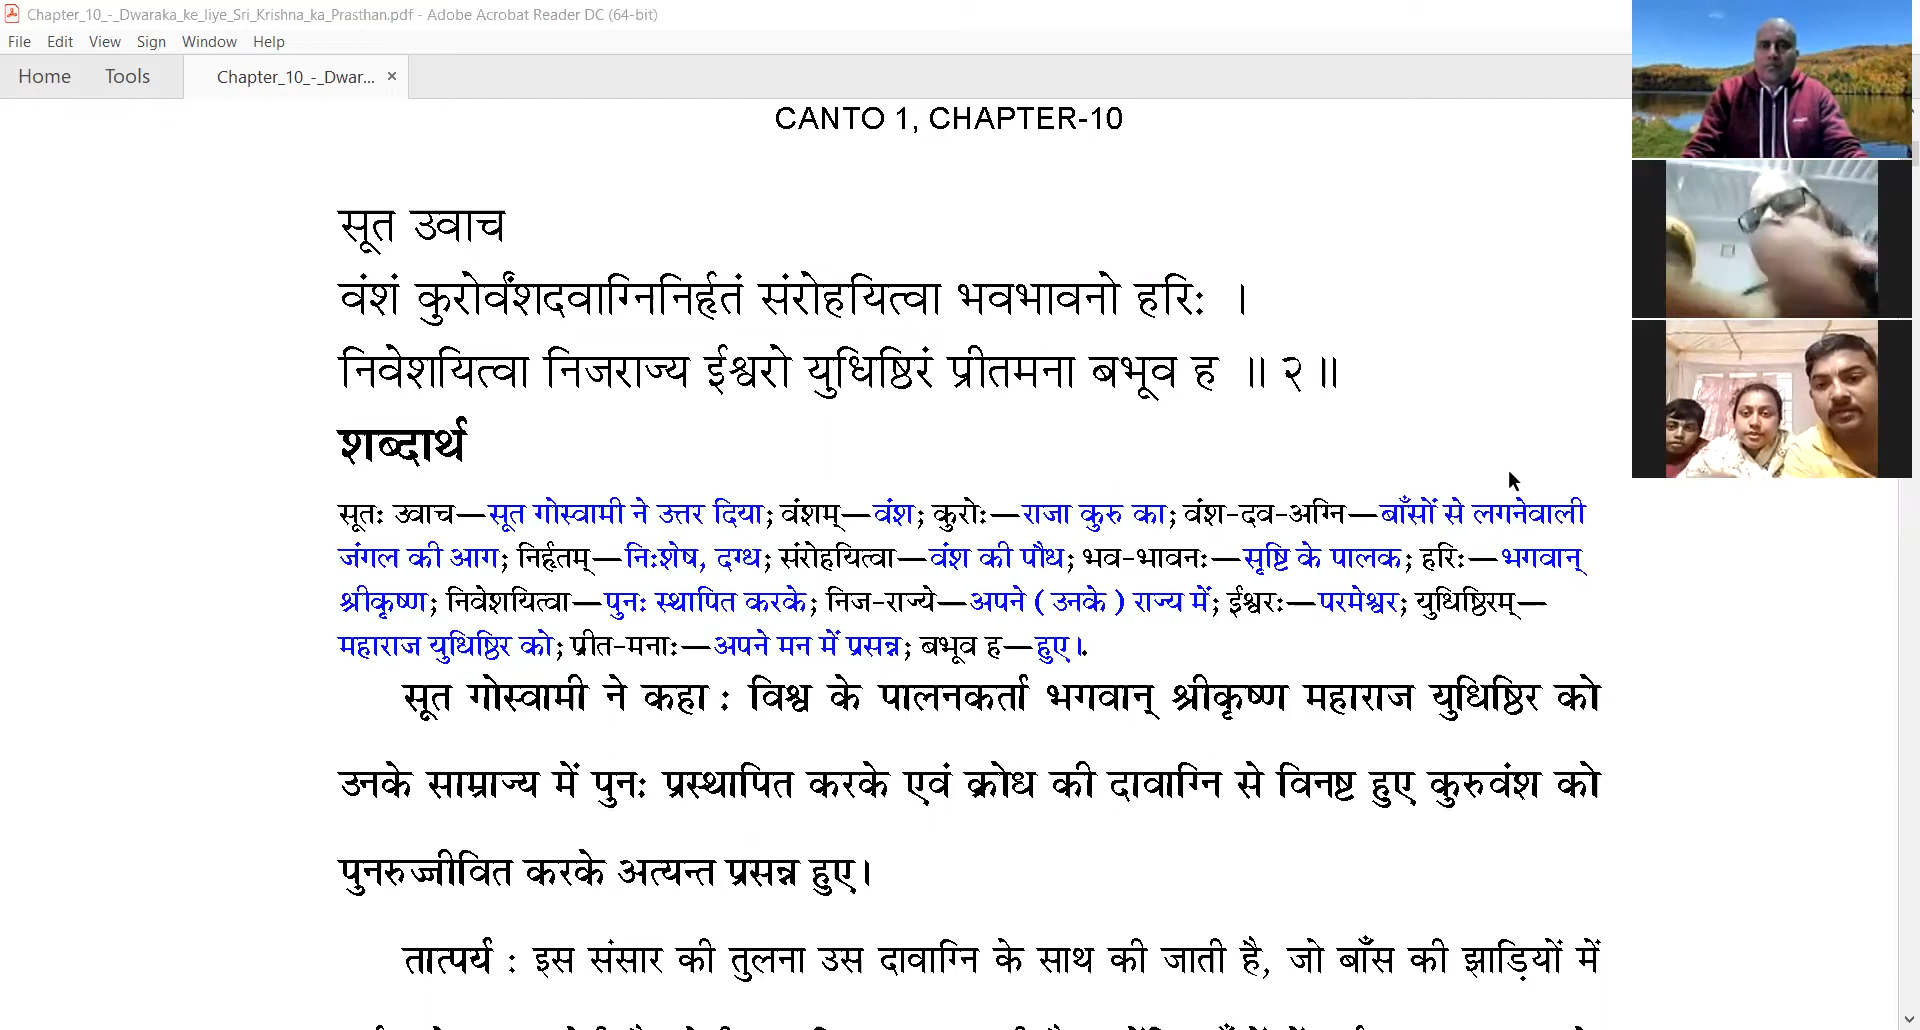 Chapter_10_-_Dwaraka_ke_liye_Sri_Krishna_ka_Prasthan.pdf - Adobe Acrobat Reader DC (64-bit)
File Edit View Sign Window Help
Home Tools Chapter_10_-_Dwar... ×
CANTO 1, CHAPTER-10
सूत उवाच
वंशं कुरोर्वंशदवाग्निनिर्हृतं संरोहयित्वा भवभावनो हरिः ।
निवेशयित्वा निजराज्य ईश्वरो युधिष्ठिरं प्रीतमना बभूव ह ॥ २ ॥
शब्दार्थ
सूतः उवाच—सूत गोस्वामी ने उत्तर दिया; वंशम्—वंश; कुरोः—राजा कुरु का; वंश-दव-अग्नि—बाँसों से लगनेवाली
जंगल की आग; निर्हृतम्—निःशेष, दग्ध; संरोहयित्वा—वंश की पौध; भव-भावनः—सृष्टि के पालक; हरिः—भगवान्
श्रीकृष्ण; निवेशयित्वा—पुनः स्थापित करके; निज-राज्ये—अपने ( उनके ) राज्य में; ईश्वरः—परमेश्वर; युधिष्ठिरम्—
महाराज युधिष्ठिर को; प्रीत-मनाः—अपने मन में प्रसन्न; बभूव ह—हुए।.
सूत गोस्वामी ने कहा : विश्व के पालनकर्ता भगवान् श्रीकृष्ण महाराज युधिष्ठिर को
उनके साम्राज्य में पुनः प्रस्थापित करके एवं क्रोध की दावाग्नि से विनष्ट हुए कुरुवंश को
पुनरुज्जीवित करके अत्यन्त प्रसन्न हुए।
तात्पर्य : इस संसार की तुलना उस दावाग्नि के साथ की जाती है, जो बाँस की झाड़ियों में